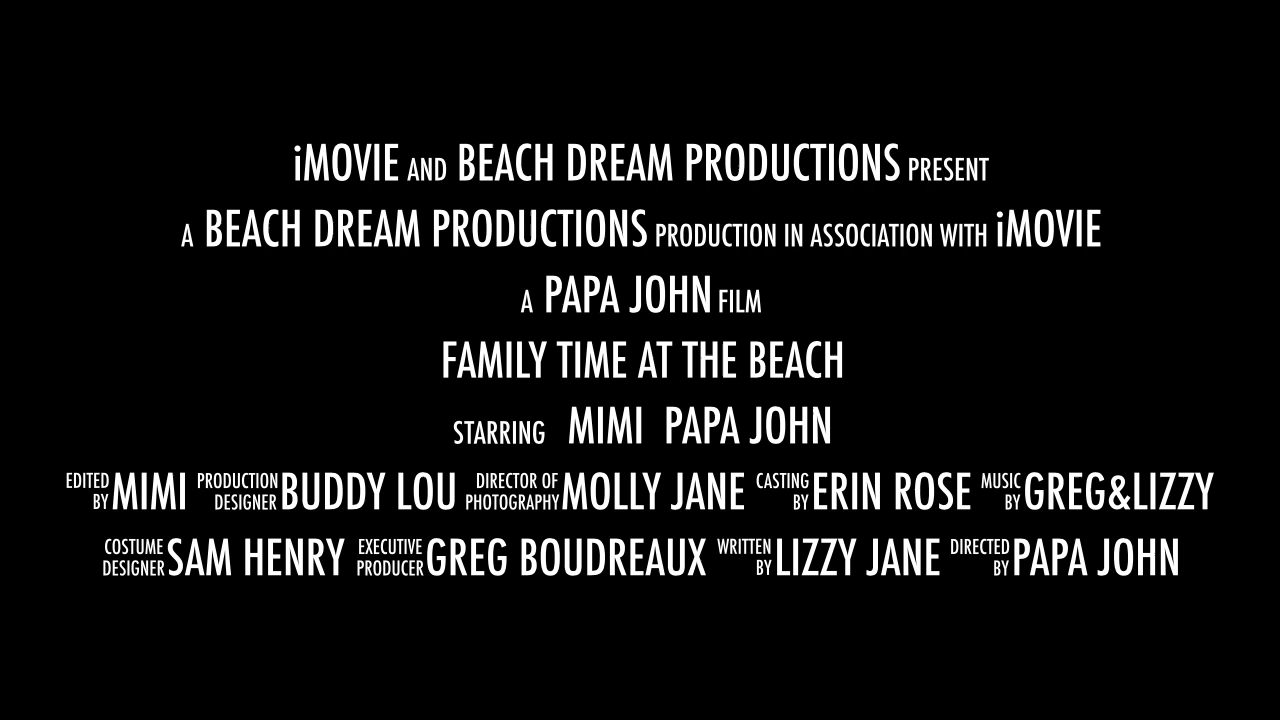 iMOVIE AND BEACH DREAM PRODUCTIONS PRESENT
A BEACH DREAM PRODUCTIONS PRODUCTION IN ASSOCIATION WITH iMOVIE
A PAPA JOHN FILM
FAMILY TIME AT THE BEACH
STARRING MIMI PAPA JOHN
EDITED BY MIMI PRODUCTION DESIGNER BUDDY LOU DIRECTOR OF PHOTOGRAPHY MOLLY JANE CASTING BY ERIN ROSE MUSIC BY GREG&LIZZY
COSTUME DESIGNER SAM HENRY EXECUTIVE PRODUCER GREG BOUDREAUX WRITTEN BY LIZZY JANE DIRECTED BY PAPA JOHN